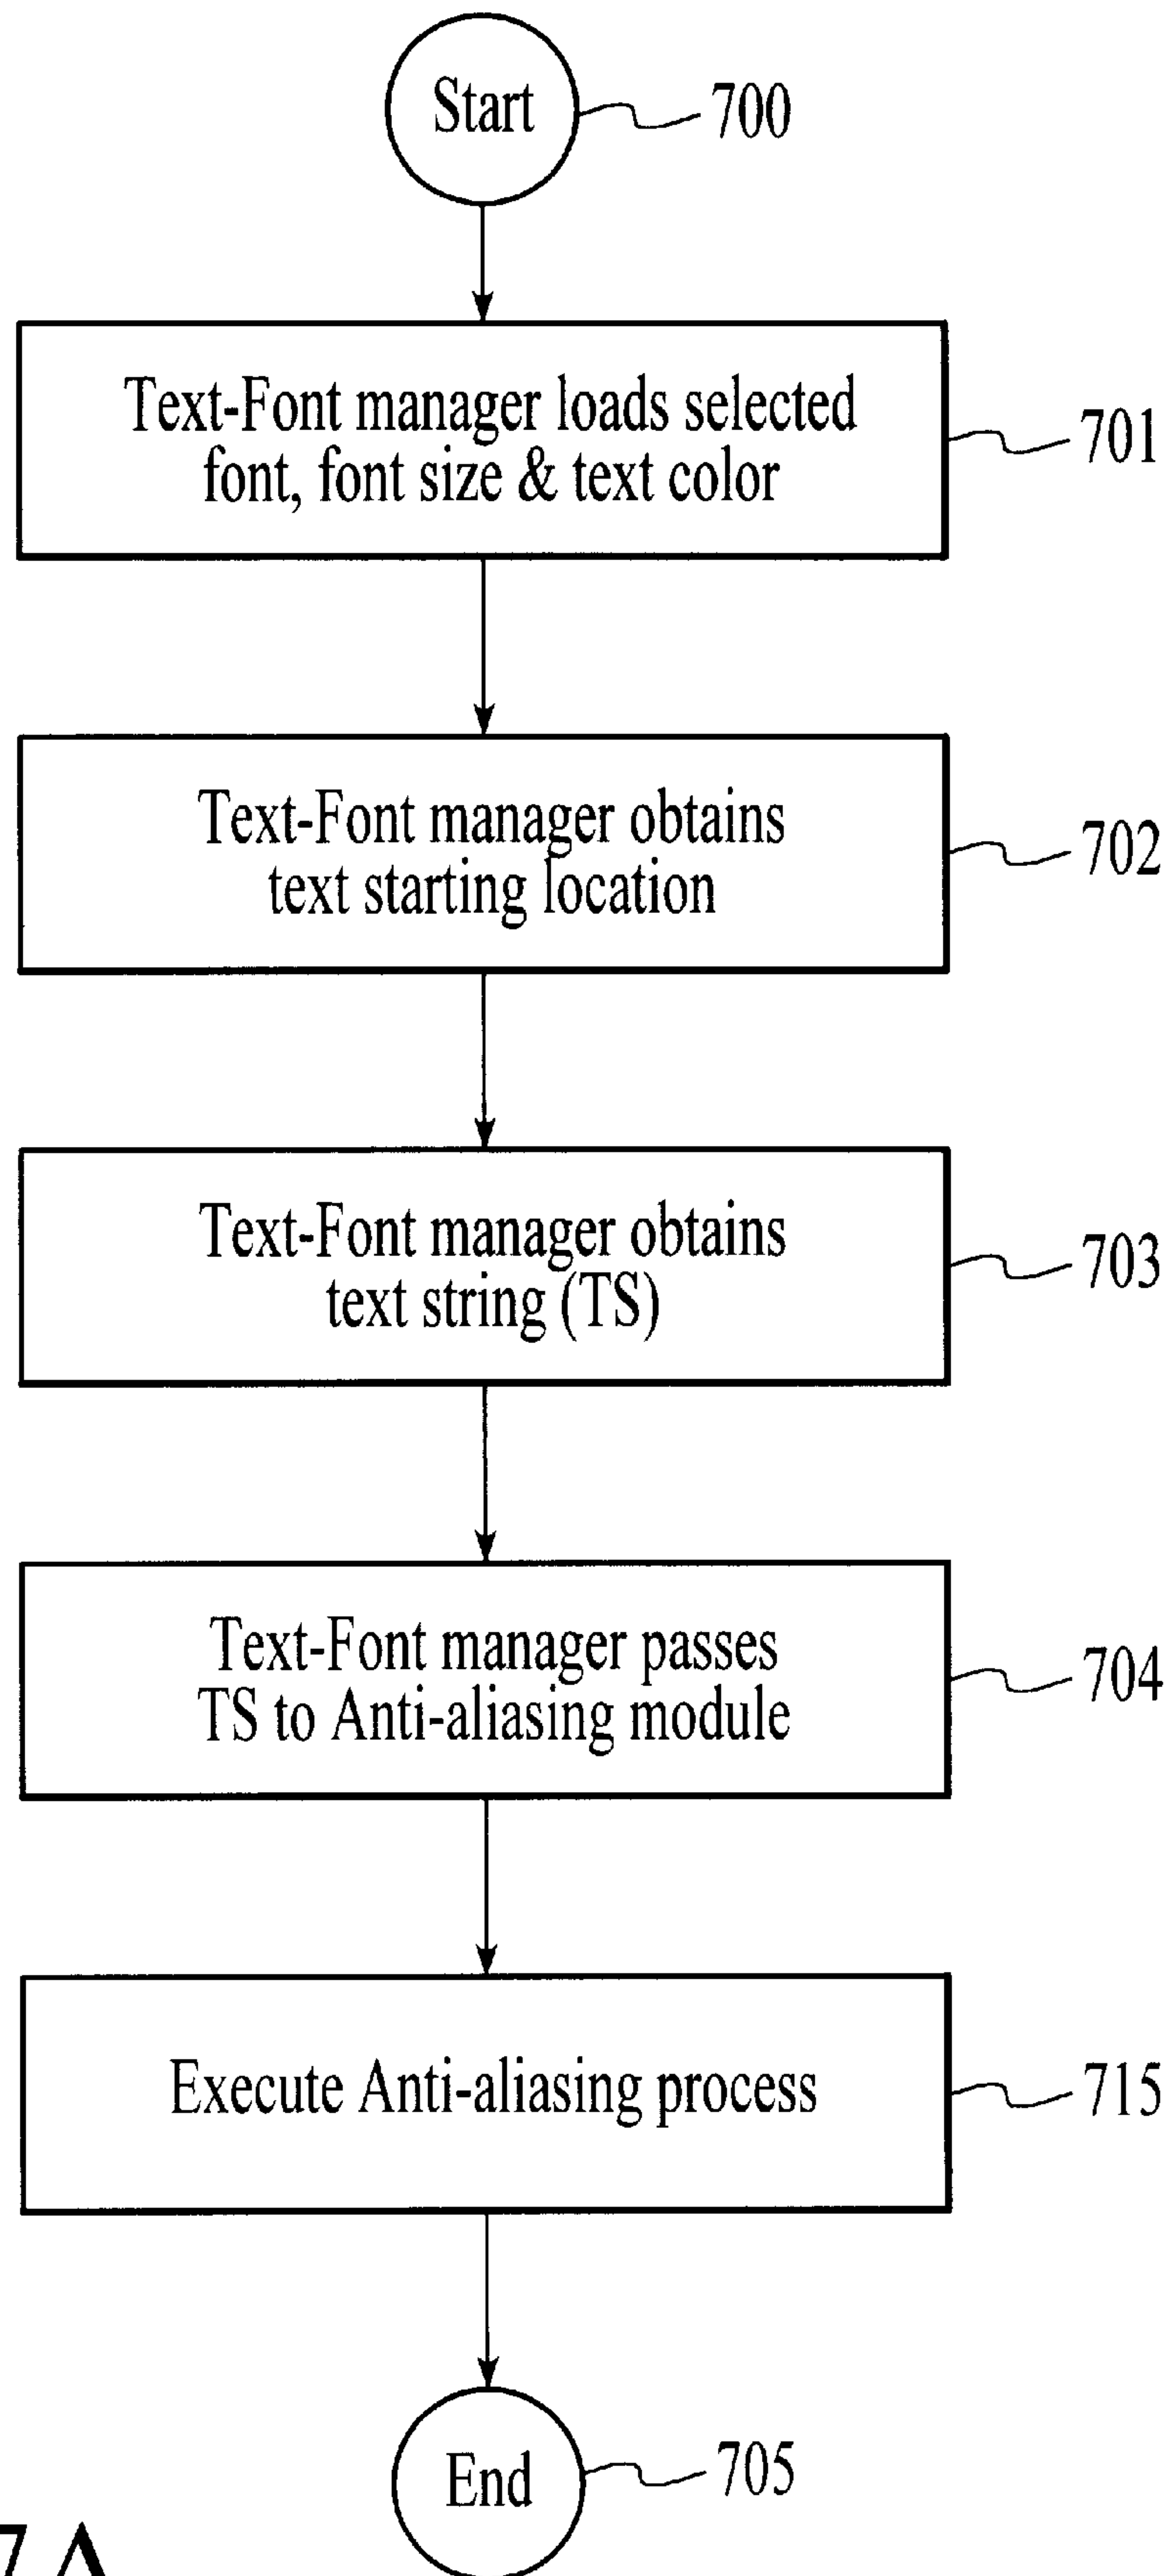 Start
700
Text-Font manager loads selected
font, font size & text color
701
Text-Font manager obtains
text starting location
702
Text-Font manager obtains
text string (TS)
703
Text-Font manager passes
TS to Anti-aliasing module
704
Execute Anti-aliasing process
715
End
705
7A